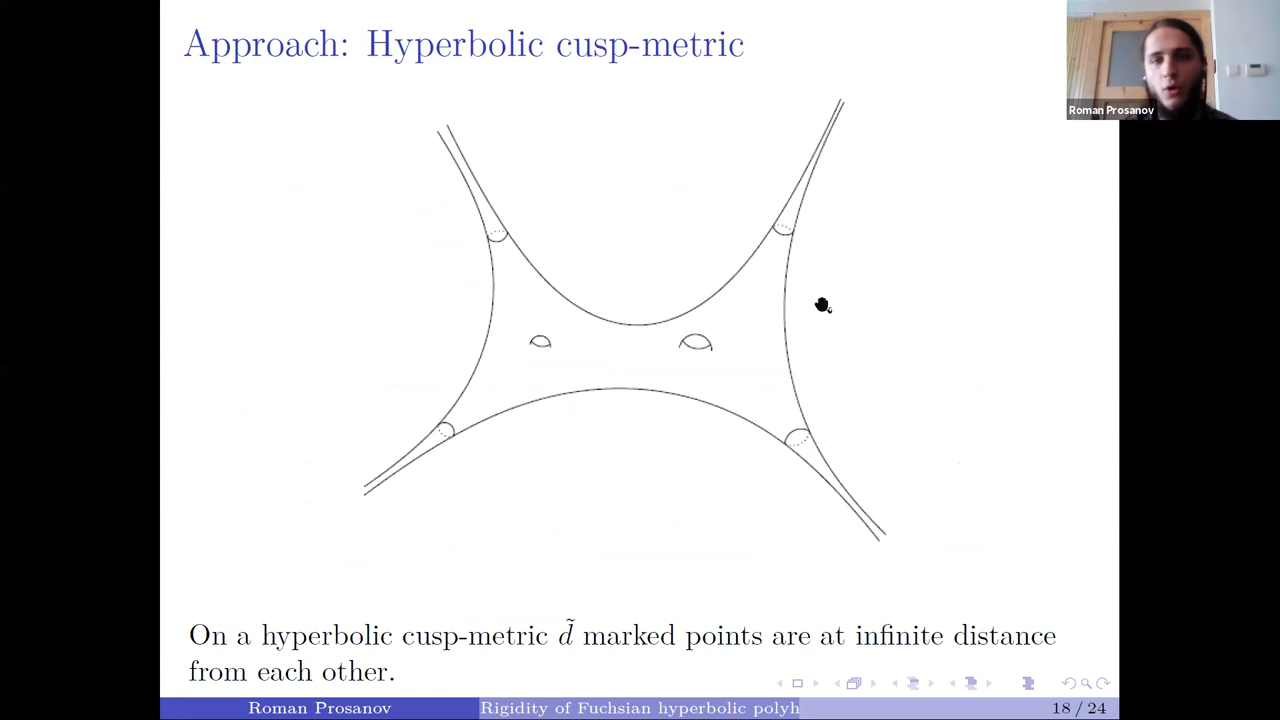 Approach: Hyperbolic cusp-metric
Roman Prosanov
On a hyperbolic cusp-metric d̃ marked points are at infinite distance
from each other.
Roman Prosanov
Rigidity of Fuchsian hyperbolic polyh
18 / 24